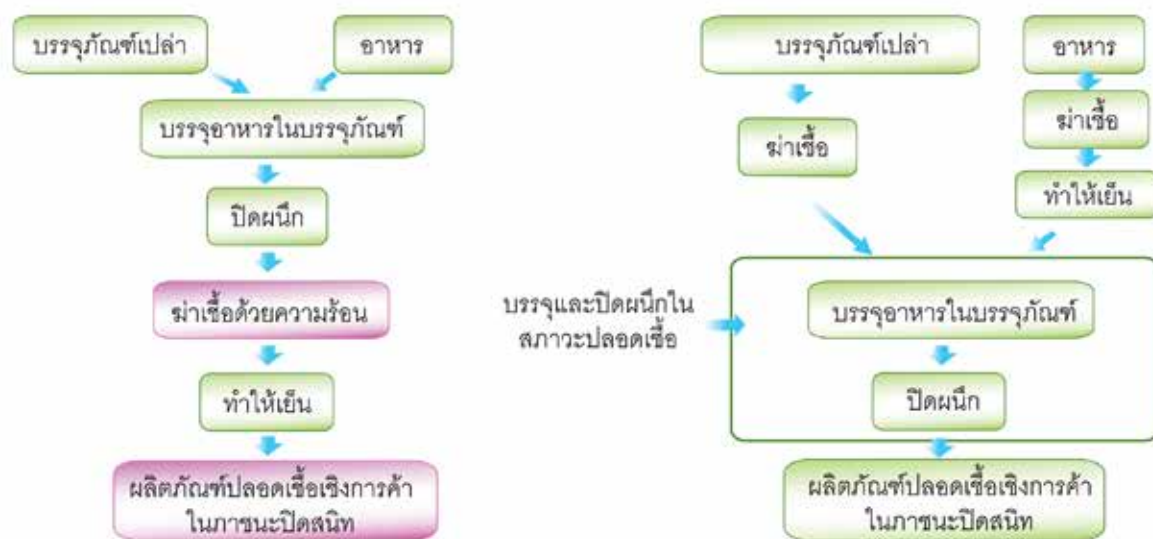 บรรจุภัณฑ์เปล่า
อาหาร
บรรจุอาหารในบรรจุภัณฑ์
ปิดผนึก
ฆ่าเชื้อด้วยความร้อน
ทำให้เย็น
ผลิตภัณฑ์ปลอดเชื้อเชิงการค้า
ในภาชนะปิดสนิท
บรรจุภัณฑ์เปล่า
อาหาร
ฆ่าเชื้อ
ฆ่าเชื้อ
ทำให้เย็น
บรรจุและปิดผนึกใน
สภาวะปลอดเชื้อ
บรรจุอาหารในบรรจุภัณฑ์
ปิดผนึก
ผลิตภัณฑ์ปลอดเชื้อเชิงการค้า
ในภาชนะปิดสนิท